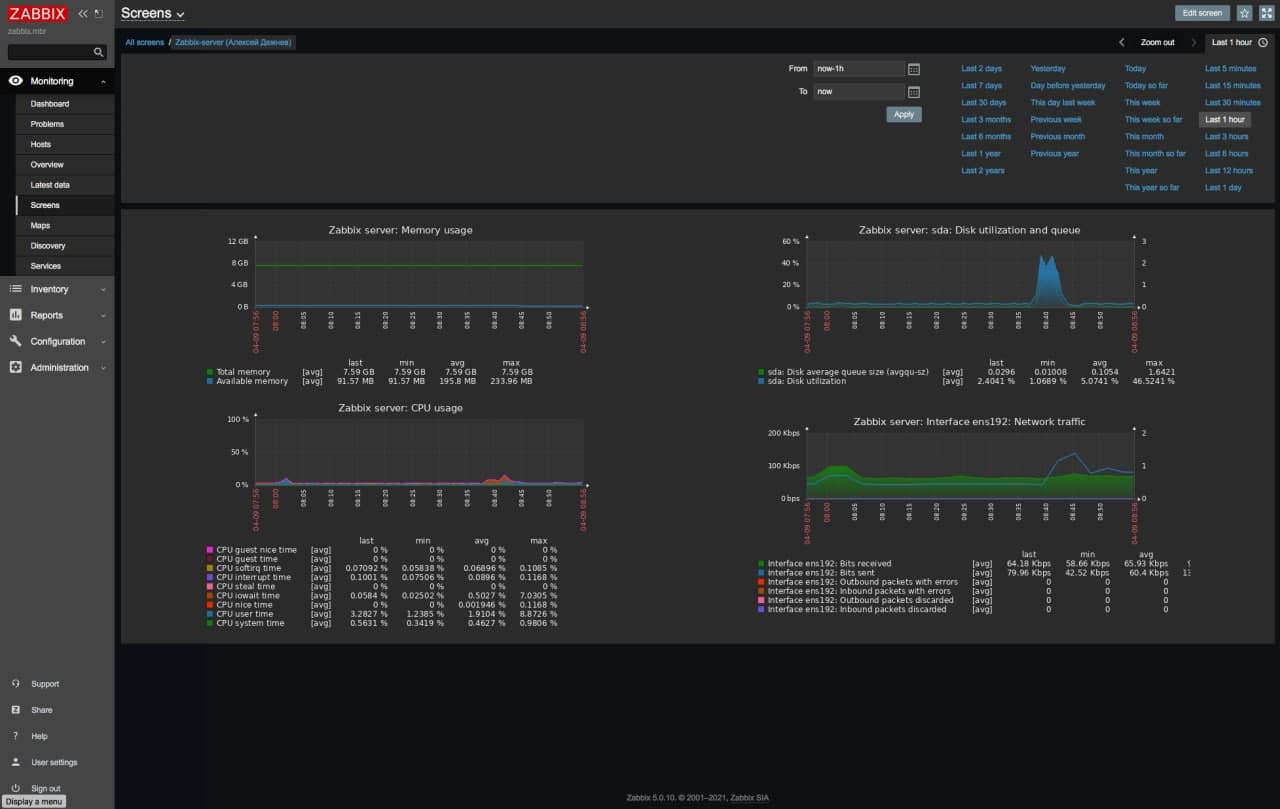 ZABBIX
zabbix.mbr
Monitoring
Dashboard
Problems
Hosts
Overview
Latest data
Screens
Maps
Discovery
Services
Inventory
Reports
Configuration
Administration
Support
Share
Help
User settings
Sign out
Display a menu
Screens
Edit screen
All screens / Zabbix-server (Алексей Дажнев)
Zoom out
Last 1 hour
From now-1h
To now
Apply
Last 2 days Yesterday Today Last 5 minutes
Last 7 days Day before yesterday Today so far Last 15 minutes
Last 30 days This day last week This week Last 30 minutes
Last 3 months Previous week This week so far Last 1 hour
Last 6 months Previous month This month Last 3 hours
Last 1 year Previous year This month so far Last 6 hours
Last 2 years This year Last 12 hours
This year so far Last 1 day
Zabbix server: Memory usage
12 GB
8 GB
4 GB
0 B
04-09 07:56 08:00 08:05 08:10 08:15 08:20 08:25 08:30 08:35 08:40 08:45 08:50 04-09 08:56
last min avg max
Total memory [avg] 7.59 GB 7.59 GB 7.59 GB 7.59 GB
Available memory [avg] 91.57 MB 91.57 MB 195.8 MB 233.96 MB
Zabbix server: sda: Disk utilization and queue
60 % 3
40 % 2
20 % 1
0 % 0
04-09 07:56 08:00 08:05 08:10 08:15 08:20 08:25 08:30 08:35 08:40 08:45 08:50 04-09 08:56
last min avg max
sda: Disk average queue size (avgqu-sz) [avg] 0.0296 0.01008 0.1054 1.6421
sda: Disk utilization [avg] 2.4041 % 1.0689 % 5.0741 % 46.5241 %
Zabbix server: CPU usage
100 %
50 %
0 %
04-09 07:56 08:00 08:05 08:10 08:15 08:20 08:25 08:30 08:35 08:40 08:45 08:50 04-09 08:56
last min avg max
CPU guest nice time [avg] 0 % 0 % 0 % 0 %
CPU guest time [avg] 0 % 0 % 0 % 0 %
CPU softirq time [avg] 0.07092 % 0.05838 % 0.06896 % 0.1085 %
CPU interrupt time [avg] 0.1001 % 0.07506 % 0.0896 % 0.1168 %
CPU steal time [avg] 0 % 0 % 0 % 0 %
CPU iowait time [avg] 0.0584 % 0.02502 % 0.5027 % 7.0305 %
CPU nice time [avg] 0 % 0 % 0.001946 % 0.1168 %
CPU user time [avg] 3.2827 % 1.2385 % 1.9104 % 8.8726 %
CPU system time [avg] 0.5631 % 0.3419 % 0.4627 % 0.9806 %
Zabbix server: Interface ens192: Network traffic
200 Kbps 2
100 Kbps 1
0 bps 0
04-09 07:56 08:00 08:05 08:10 08:15 08:20 08:25 08:30 08:35 08:40 08:45 08:50 04-09 08:56
last min avg
Interface ens192: Bits received [avg] 64.18 Kbps 58.66 Kbps 65.93 Kbps
Interface ens192: Bits sent [avg] 79.96 Kbps 42.52 Kbps 60.4 Kbps
Interface ens192: Outbound packets with errors [avg] 0 0 0
Interface ens192: Inbound packets with errors [avg] 0 0 0
Interface ens192: Outbound packets discarded [avg] 0 0 0
Interface ens192: Inbound packets discarded [avg] 0 0 0
Zabbix 5.0.10. © 2001–2021, Zabbix SIA